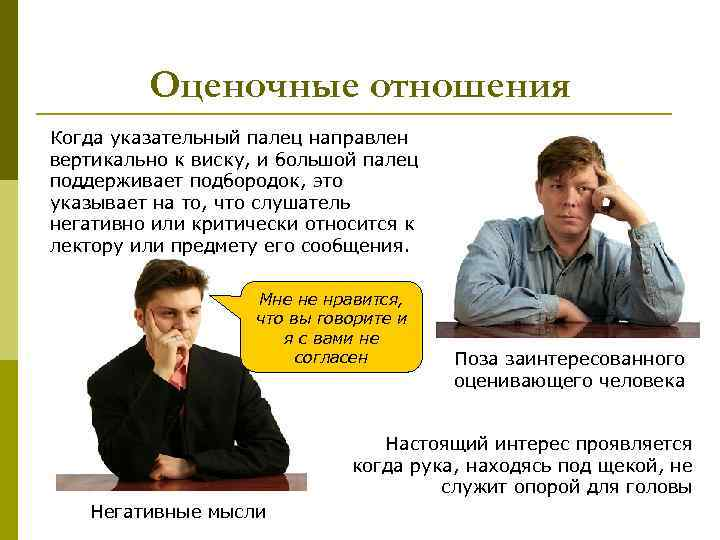 Оценочные отношения
Когда указательный палец направлен
вертикально к виску, и большой палец
поддерживает подбородок, это
указывает на то, что слушатель
негативно или критически относится к
лектору или предмету его сообщения.
Мне не нравится,
что вы говорите и
я с вами не
согласен
Поза заинтересованного
оценивающего человека
Настоящий интерес проявляется
когда рука, находясь под щекой, не
служит опорой для головы
Негативные мысли